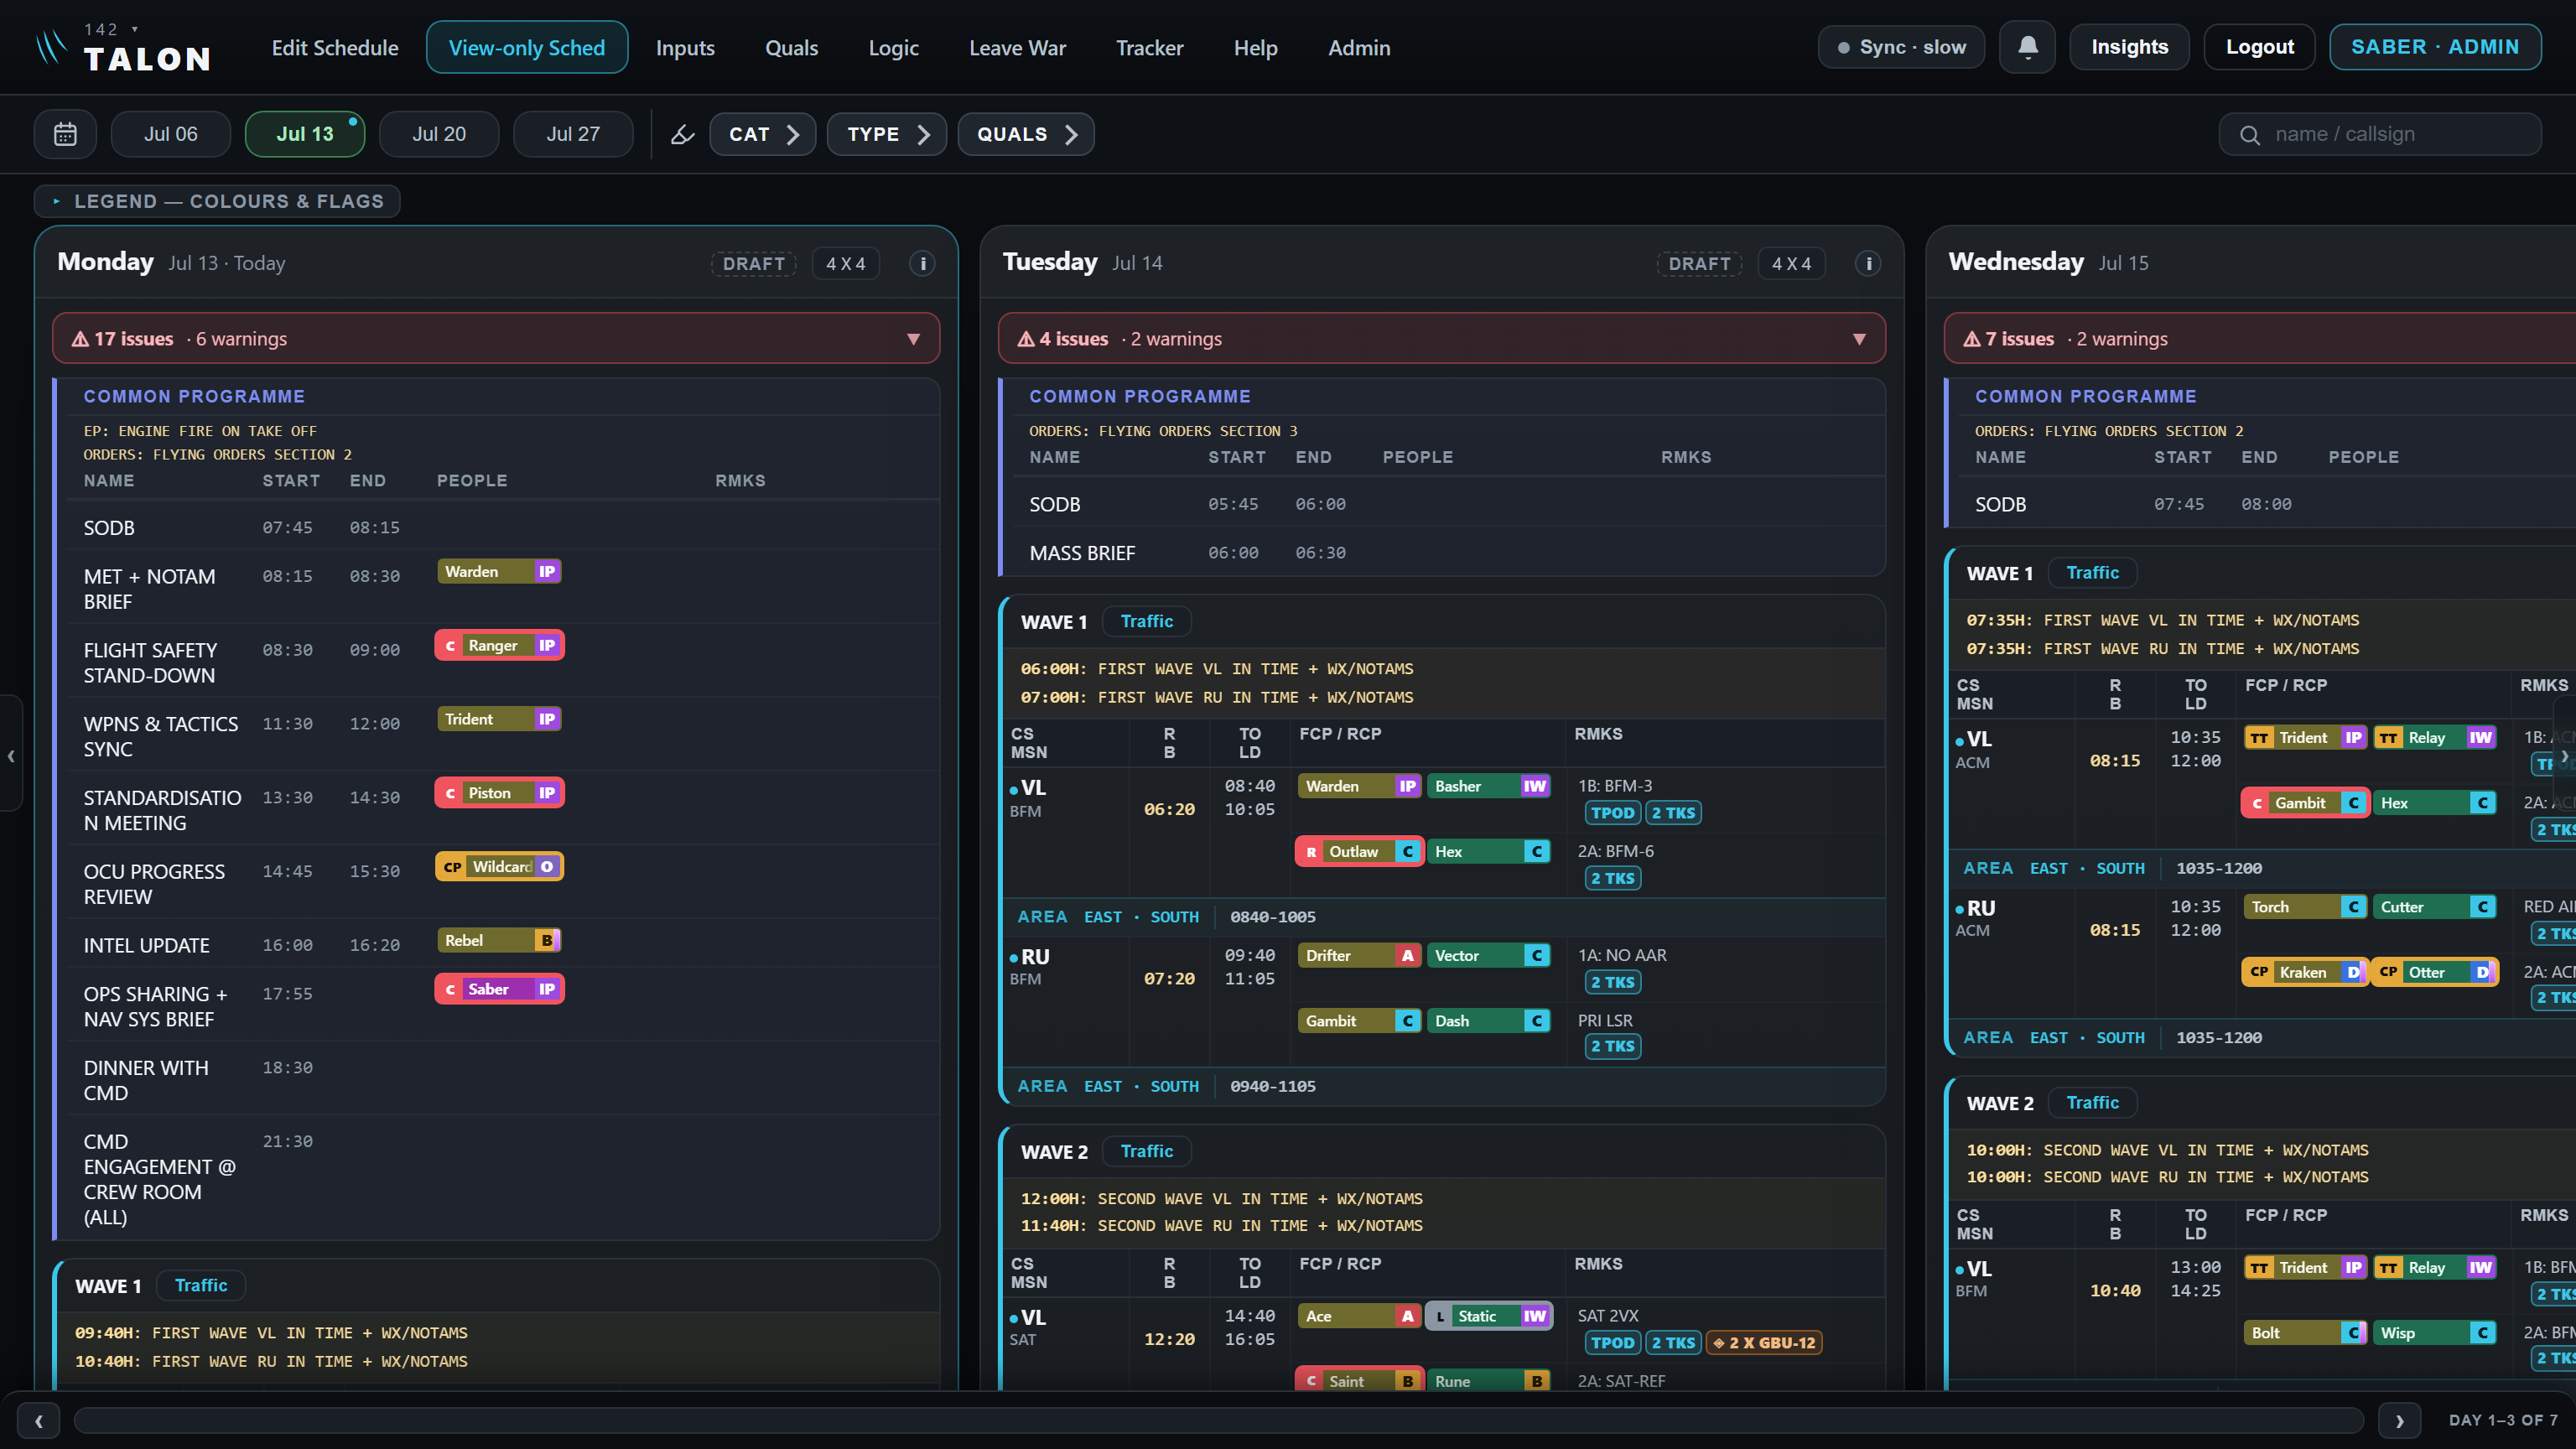 142 ▾
TALON
Edit Schedule
View-only Sched
Inputs
Quals
Logic
Leave War
Tracker
Help
Admin
Sync · slow
Insights
Logout
SABER · ADMIN
Jul 06
Jul 13
Jul 20
Jul 27
CAT
TYPE
QUALS
name / callsign
LEGEND — COLOURS & FLAGS
Monday Jul 13 · Today
DRAFT
4 X 4
i
⚠ 17 issues · 6 warnings
COMMON PROGRAMME
EP: ENGINE FIRE ON TAKE OFF
ORDERS: FLYING ORDERS SECTION 2
NAME START END PEOPLE RMKS
SODB 07:45 08:15
MET + NOTAM 08:15 08:30 Warden IP
BRIEF
FLIGHT SAFETY 08:30 09:00 C Ranger IP
STAND-DOWN
WPNS & TACTICS 11:30 12:00 Trident IP
SYNC
STANDARDISATIO 13:30 14:30 C Piston IP
N MEETING
OCU PROGRESS 14:45 15:30 CP Wildcard O
REVIEW
INTEL UPDATE 16:00 16:20 Rebel B
OPS SHARING + 17:55 C Saber IP
NAV SYS BRIEF
DINNER WITH 18:30
CMD
CMD 21:30
ENGAGEMENT @
CREW ROOM
(ALL)
WAVE 1 Traffic
09:40H: FIRST WAVE VL IN TIME + WX/NOTAMS
10:40H: FIRST WAVE RU IN TIME + WX/NOTAMS
Tuesday Jul 14
DRAFT
4 X 4
i
⚠ 4 issues · 2 warnings
COMMON PROGRAMME
ORDERS: FLYING ORDERS SECTION 3
NAME START END PEOPLE RMKS
SODB 05:45 06:00
MASS BRIEF 06:00 06:30
WAVE 1 Traffic
06:00H: FIRST WAVE VL IN TIME + WX/NOTAMS
07:00H: FIRST WAVE RU IN TIME + WX/NOTAMS
CS R TO FCP / RCP RMKS
MSN B LD
VL 08:40 Warden IP Basher IW 1B: BFM-3
BFM 06:20 10:05 TPOD 2 TKS
R Outlaw C Hex C 2A: BFM-6
2 TKS
AREA EAST · SOUTH 0840-1005
RU 09:40 Drifter A Vector C 1A: NO AAR
BFM 07:20 11:05 2 TKS
Gambit C Dash C PRI LSR
2 TKS
AREA EAST · SOUTH 0940-1105
WAVE 2 Traffic
12:00H: SECOND WAVE VL IN TIME + WX/NOTAMS
11:40H: SECOND WAVE RU IN TIME + WX/NOTAMS
CS R TO FCP / RCP RMKS
MSN B LD
VL 14:40 Ace A L Static IW SAT 2VX
SAT 12:20 16:05 TPOD 2 TKS ◈ 2 X GBU-12
C Saint B Rune B 2A: SAT-REF
Wednesday Jul 15
⚠ 7 issues · 2 warnings
COMMON PROGRAMME
ORDERS: FLYING ORDERS SECTION 2
NAME START END PEOPLE
SODB 07:45 08:00
WAVE 1 Traffic
07:35H: FIRST WAVE VL IN TIME + WX/NOTAMS
07:35H: FIRST WAVE RU IN TIME + WX/NOTAMS
CS R TO FCP / RCP RMKS
MSN B LD
VL 10:35 TT Trident IP TT Relay IW 1B:
ACM 08:15 12:00
C Gambit C Hex C 2A:
2 TKS
AREA EAST · SOUTH 1035-1200
RU 10:35 Torch C Cutter C RED
ACM 08:15 12:00 2 TKS
CP Kraken D CP Otter D 2A:
2 TKS
AREA EAST · SOUTH 1035-1200
WAVE 2 Traffic
10:00H: SECOND WAVE VL IN TIME + WX/NOTAMS
10:00H: SECOND WAVE RU IN TIME + WX/NOTAMS
CS R TO FCP / RCP RMKS
MSN B LD
VL 13:00 TT Trident IP TT Relay IW 1B:
BFM 10:40 14:25 2 TKS
Bolt C Wisp C 2A:
2 TKS
DAY 1–3 OF 7